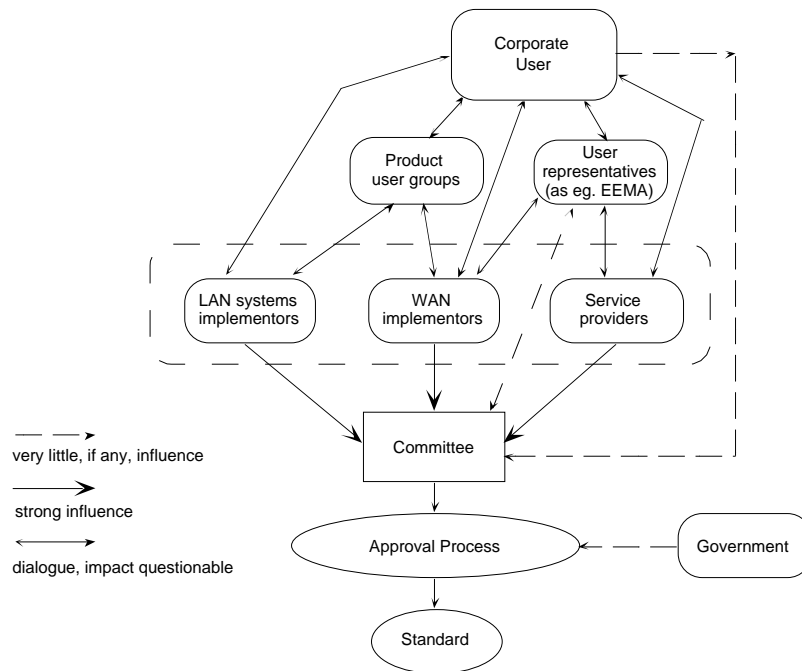 Corporate
User
Product
user groups
User
representatives
(as eg. EEMA)
LAN systems
implementors
WAN
implementors
Service
providers
Committee
very little, if any, influence
strong influence
dialogue, impact questionable
Approval Process
Government
Standard